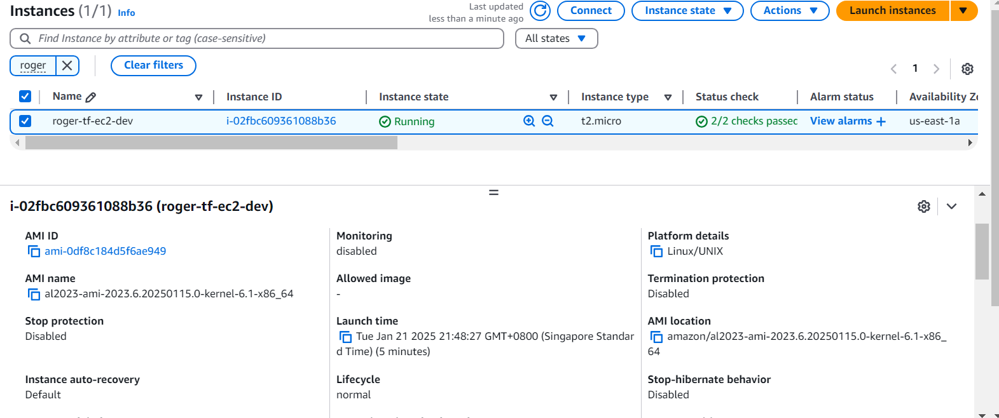 Instances (1/1) Info
Last updated
less than a minute ago
Connect
Instance state
Actions
Launch instances
Find Instance by attribute or tag (case-sensitive)
All states
roger
Clear filters
1
Name Instance ID Instance state Instance type Status check Alarm status Availability Zo
roger-tf-ec2-dev i-02fbc609361088b36 Running t2.micro 2/2 checks passec View alarms + us-east-1a
i-02fbc609361088b36 (roger-tf-ec2-dev)
AMI ID
ami-0df8c184d5f6ae949
Monitoring
disabled
Platform details
Linux/UNIX
AMI name
al2023-ami-2023.6.20250115.0-kernel-6.1-x86_64
Allowed image
-
Termination protection
Disabled
Stop protection
Disabled
Launch time
Tue Jan 21 2025 21:48:27 GMT+0800 (Singapore Standar
d Time) (5 minutes)
AMI location
amazon/al2023-ami-2023.6.20250115.0-kernel-6.1-x86_
64
Instance auto-recovery
Default
Lifecycle
normal
Stop-hibernate behavior
Disabled